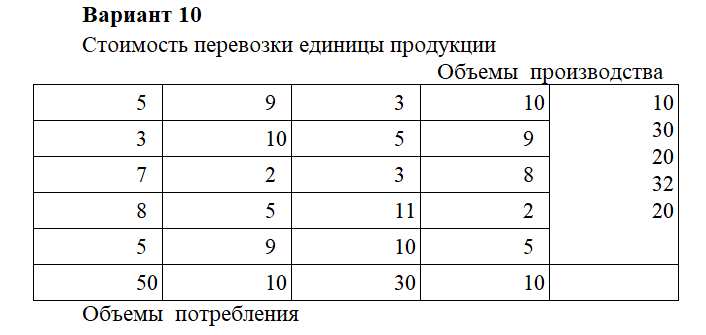 Вариант 10
Стоимость перевозки единицы продукции
Объемы производства
5 9 3 10 10
3 10 5 9 30
7 2 3 8 20
8 5 11 2 32
5 9 10 5 20
50 10 30 10
Объемы потребления